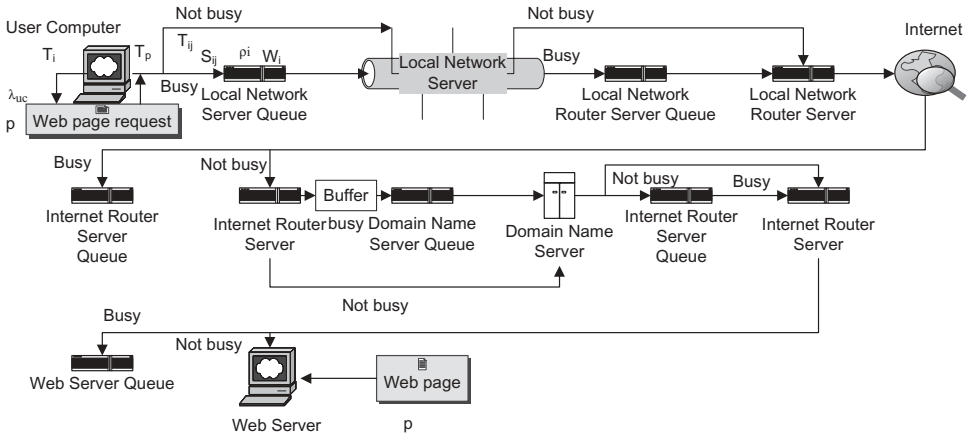 Not busy
Not busy
User Computer
Internet
T_i
T_p
T_ij
S_ij
ρi
W_i
Busy
Local Network
Server
Busy
λ_uc
p
Web page request
Local Network
Server Queue
Local Network
Router Server Queue
Local Network
Router Server
Busy
Not busy
Not busy
Busy
Buffer
Internet Router
Server
Queue
Internet Router
Server
busy
Domain Name
Server Queue
Domain Name
Server
Internet Router
Server
Queue
Internet Router
Server
Not busy
Busy
Not busy
Web Server Queue
Web page
Web Server
p